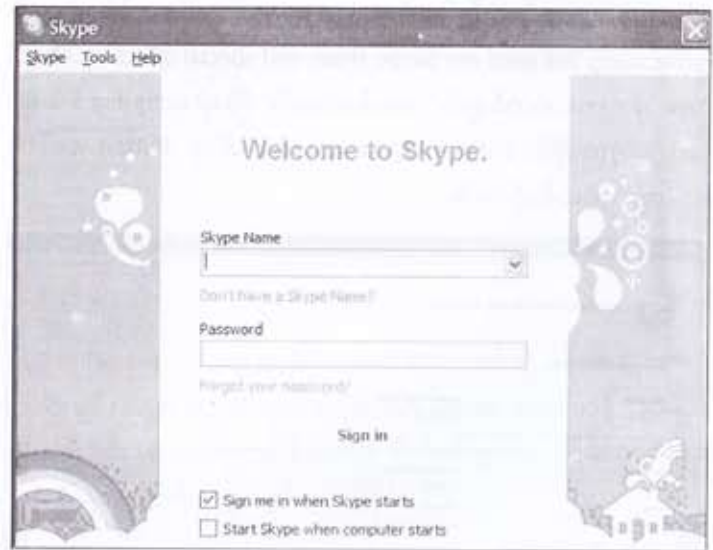 Skype
Skype Tools Help
Welcome to Skype.
Skype Name
Don't have a Skype Name?
Password
Forgot your password?
Sign in
Sign me in when Skype starts
Start Skype when computer starts